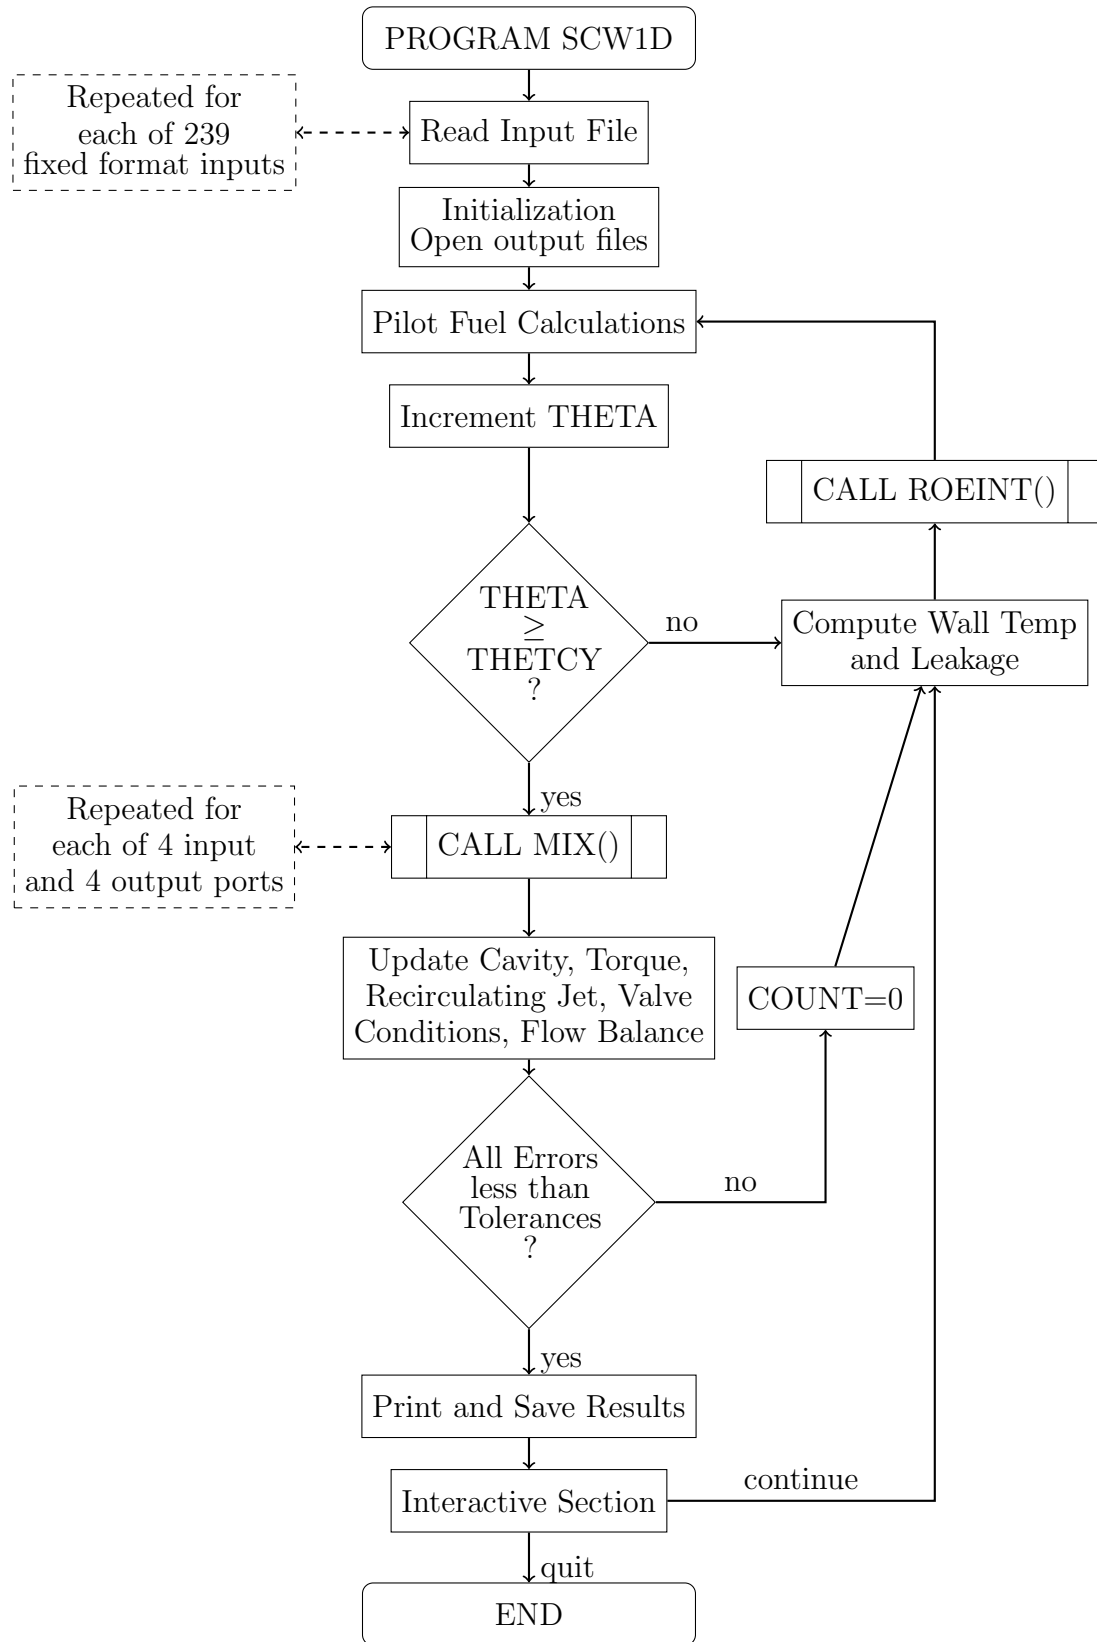 PROGRAM SCW1D
Repeated for
each of 239
fixed format inputs
Read Input File
Initialization
Open output files
Pilot Fuel Calculations
Increment THETA
CALL ROEINT()
THETA
≥
THETCY
?
no
Compute Wall Temp
and Leakage
yes
Repeated for
each of 4 input
and 4 output ports
CALL MIX()
Update Cavity, Torque,
Recirculating Jet, Valve
Conditions, Flow Balance
COUNT=0
All Errors
less than
Tolerances
?
no
yes
Print and Save Results
Interactive Section
continue
quit
END